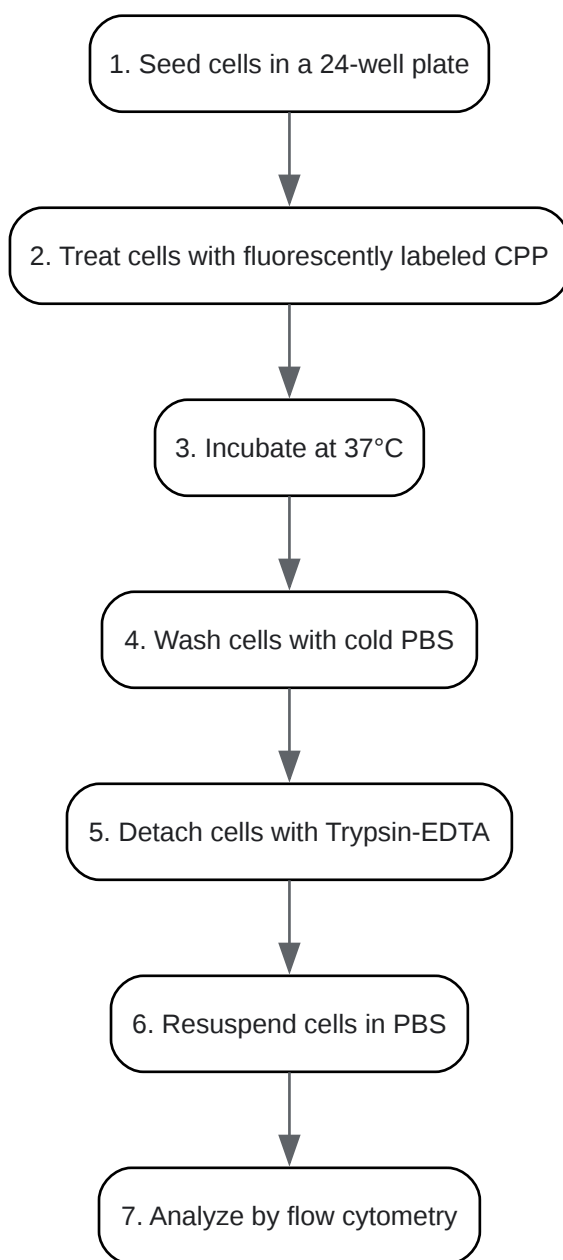 1. Seed cells in a 24-well plate
2. Treat cells with fluorescently labeled CPP
3. Incubate at 37°C
4. Wash cells with cold PBS
5. Detach cells with Trypsin-EDTA
6. Resuspend cells in PBS
7. Analyze by flow cytometry